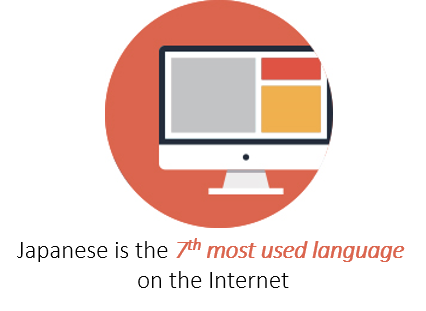 Japanese is the 7th most used language
on the Internet